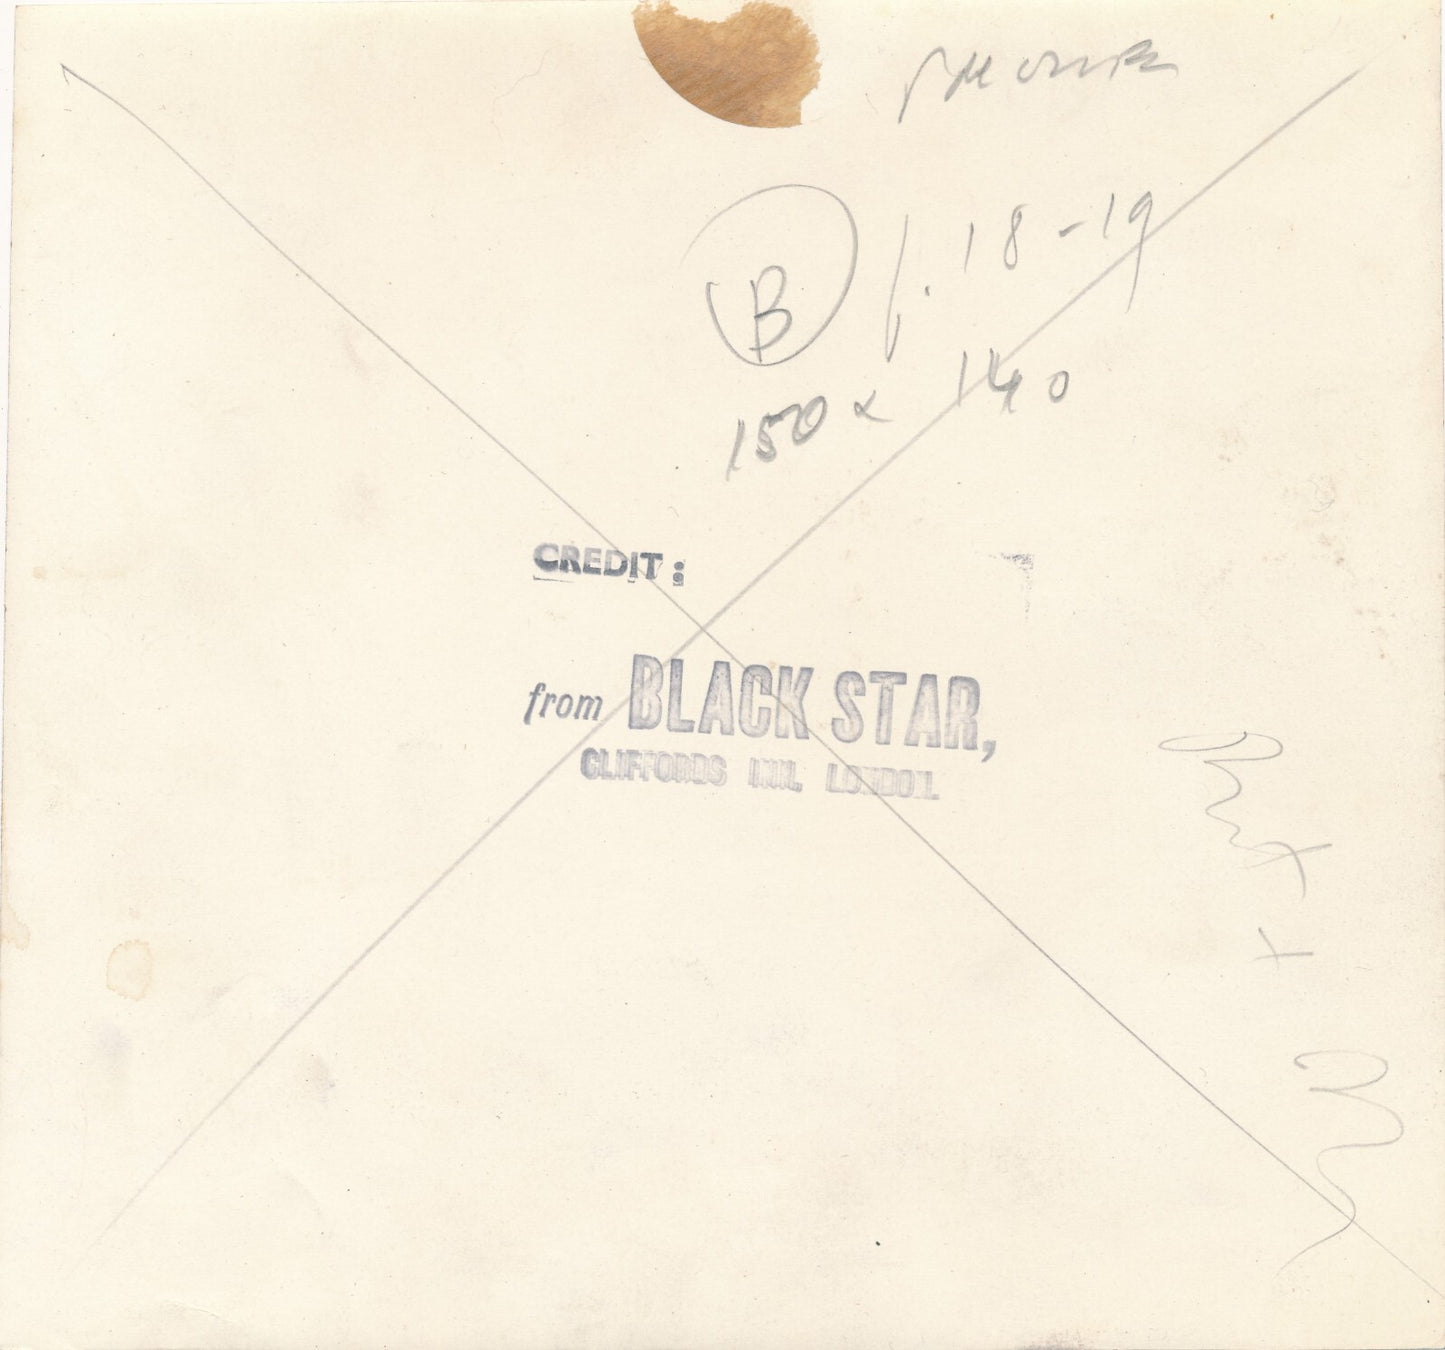 B p. 18-19
150 x 140
CREDIT:
from BLACK STAR,
CLIFFORDS INN, LONDON.